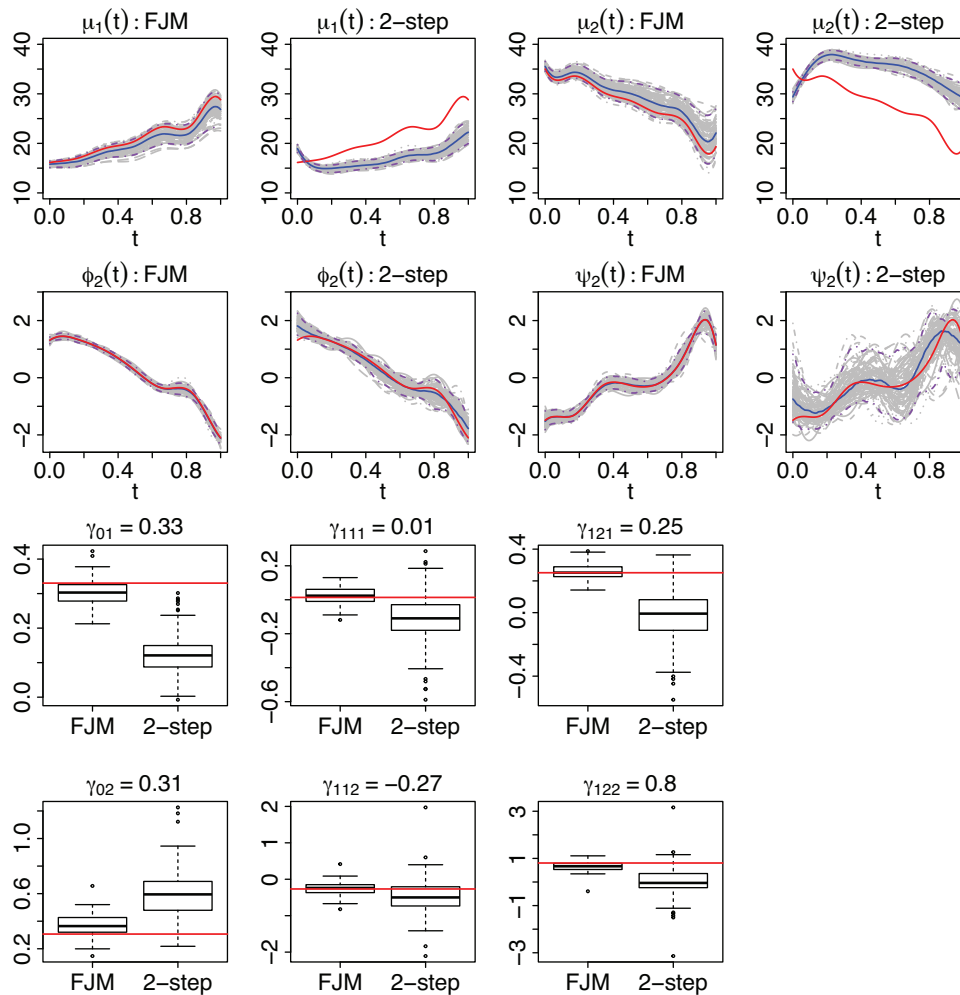 μ₁(t) : FJM
μ₁(t) : 2−step
μ₂(t) : FJM
μ₂(t) : 2−step
40
30
20
10
40
30
20
10
40
30
20
10
40
30
20
10
0.0 0.4 0.8
0.0 0.4 0.8
0.0 0.4 0.8
0.0 0.4 0.8
t
t
t
t
ϕ₂(t) : FJM
ϕ₂(t) : 2−step
ψ₂(t) : FJM
ψ₂(t) : 2−step
2
0
−2
2
0
−2
2
0
−2
2
0
−2
0.0 0.4 0.8
0.0 0.4 0.8
0.0 0.4 0.8
0.0 0.4 0.8
t
t
t
t
γ₀₁ = 0.33
γ₁₁₁ = 0.01
γ₁₂₁ = 0.25
0.4
0.2
0.0
0.2
−0.2
−0.6
0.4
0.0
−0.4
FJM 2−step
FJM 2−step
FJM 2−step
γ₀₂ = 0.31
γ₁₁₂ = −0.27
γ₁₂₂ = 0.8
1.0
0.6
0.2
2
1
0
−2
3
1
−1
−3
FJM 2−step
FJM 2−step
FJM 2−step